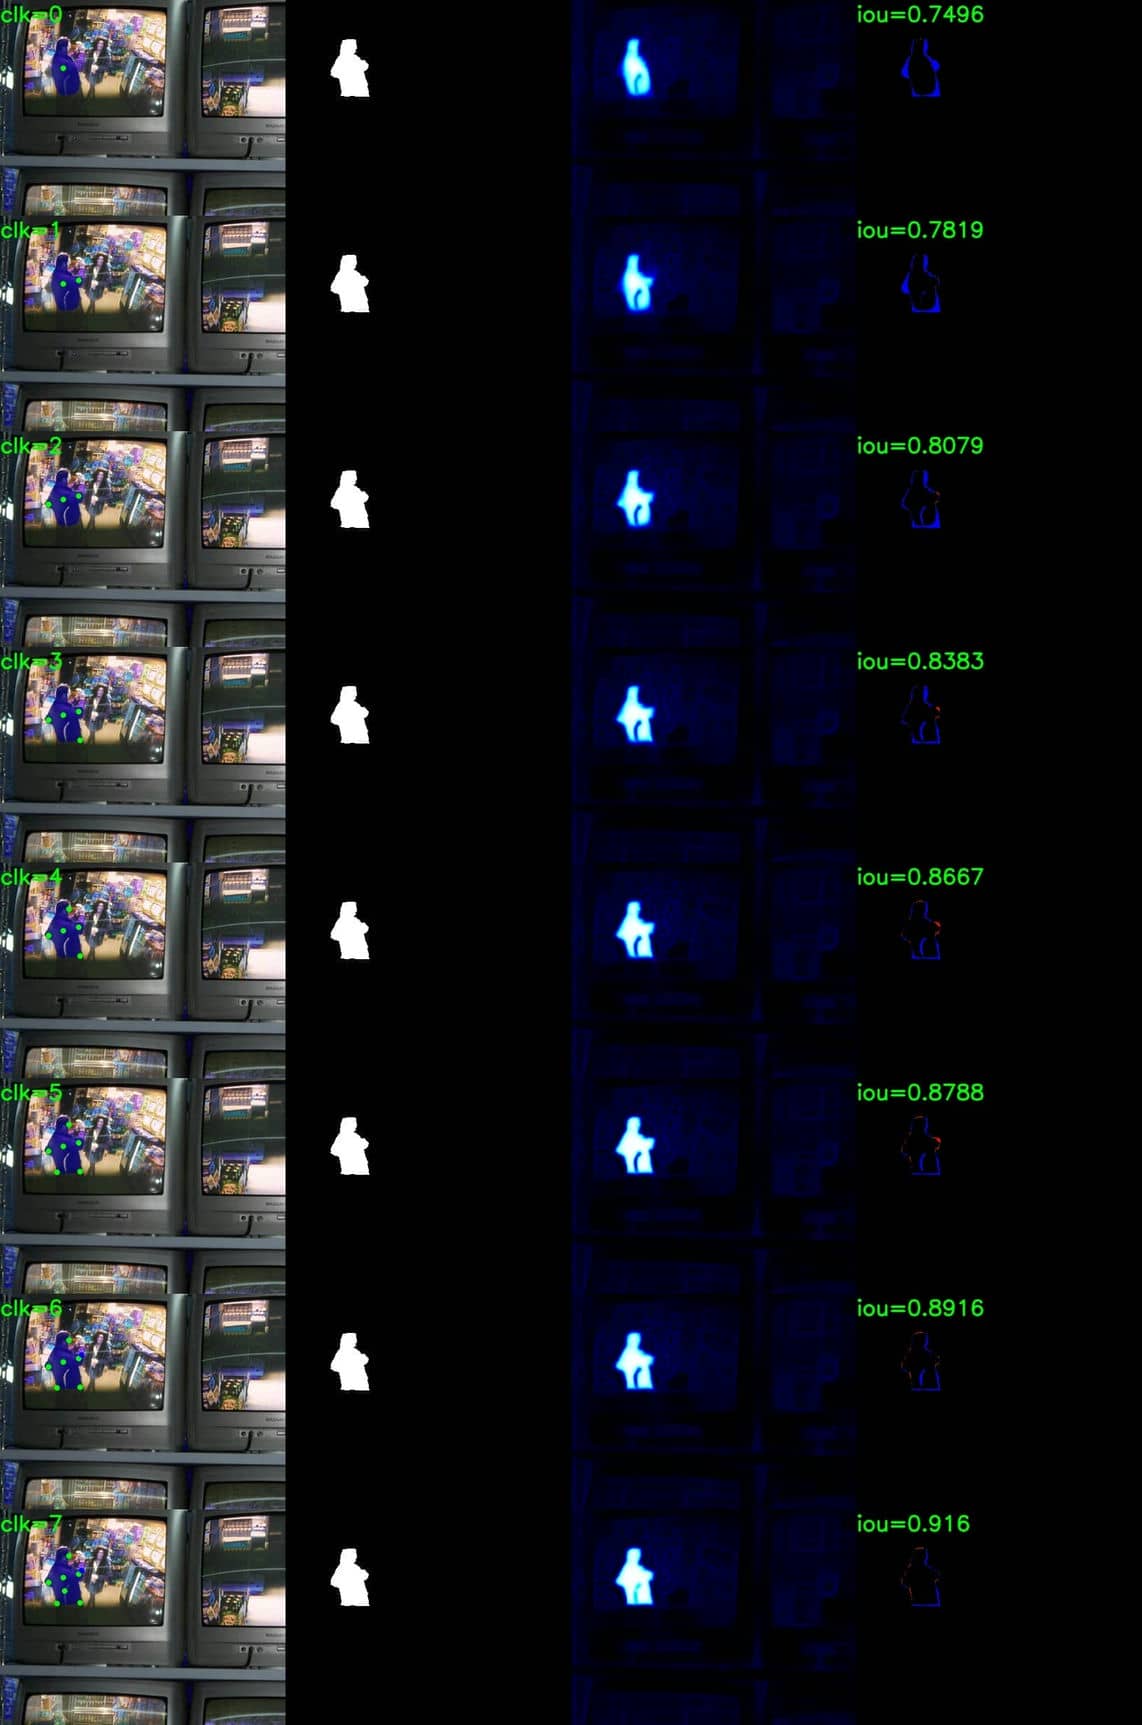 clk=0 iou=0.7496
clk=1 iou=0.7819
clk=2 iou=0.8079
clk=3 iou=0.8383
clk=4 iou=0.8667
clk=5 iou=0.8788
clk=6 iou=0.8916
clk=7 iou=0.916